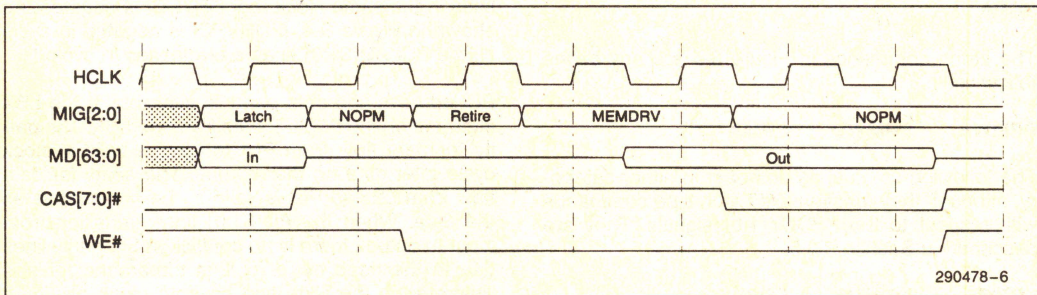 HCLK
MIG[2:0] Latch NOPM Retire MEMDRV NOPM
MD[63:0] In Out
CAS[7:0]#
WE#
290478-6